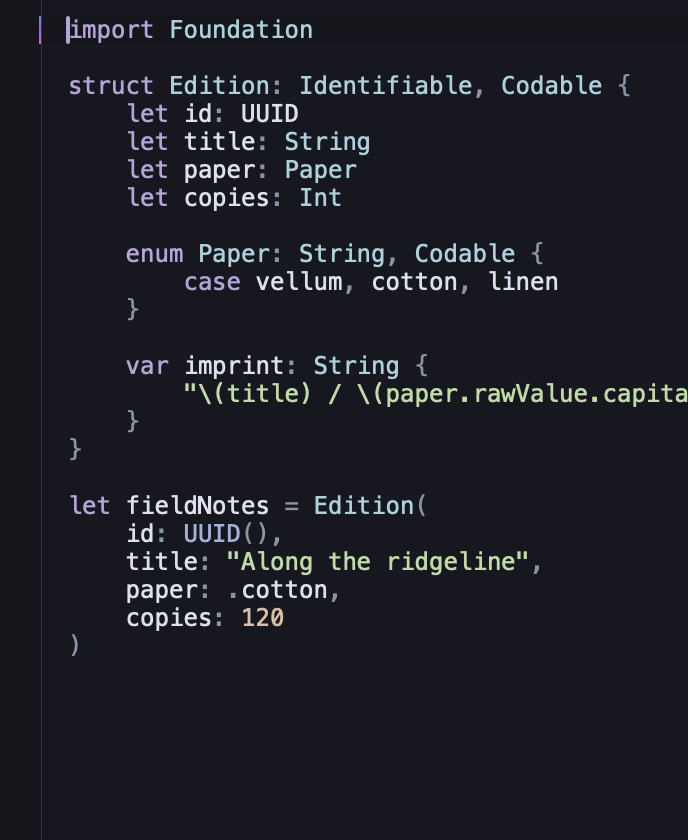 import Foundation

struct Edition: Identifiable, Codable {
    let id: UUID
    let title: String
    let paper: Paper
    let copies: Int

    enum Paper: String, Codable {
        case vellum, cotton, linen
    }

    var imprint: String {
        "\(title) / \(paper.rawValue.capita
    }
}

let fieldNotes = Edition(
    id: UUID(),
    title: "Along the ridgeline",
    paper: .cotton,
    copies: 120
)